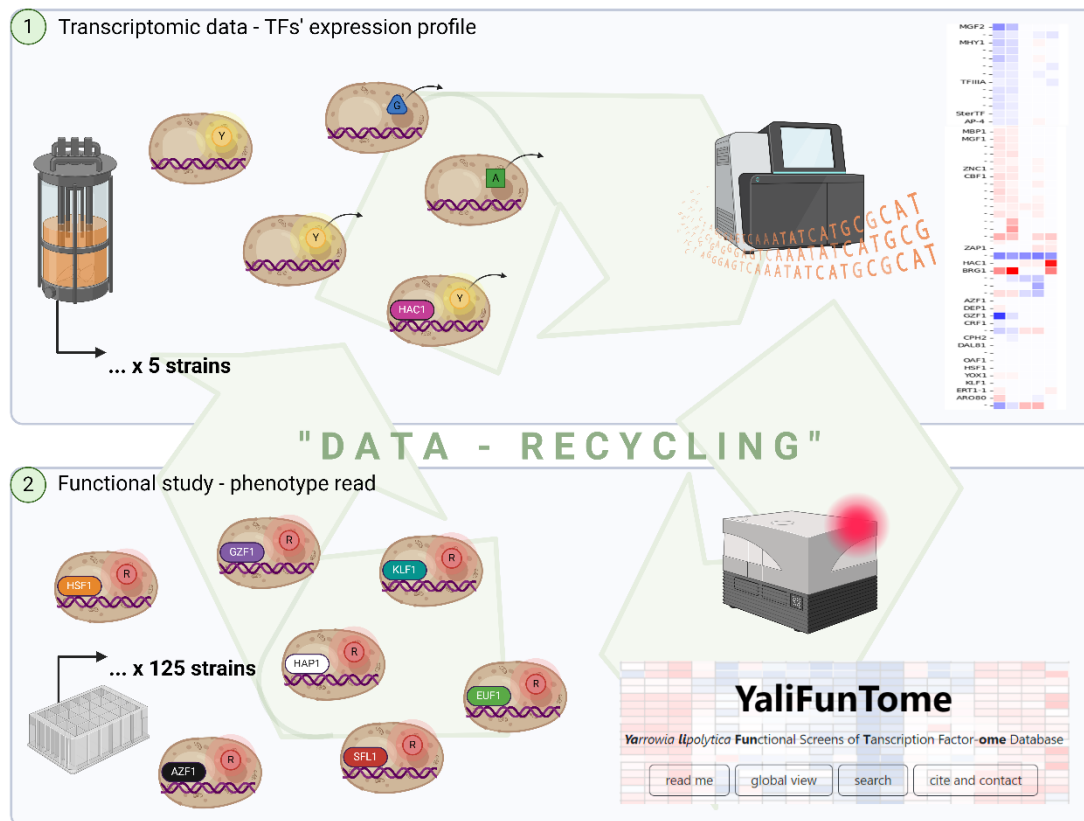 1 Transcriptomic data - TFs' expression profile
Y
G
A
Y
HAC1 Y
... x 5 strains
AAATATCATGCGCAT
GGGAGTCAAATATCATGCG
AGGGAGTCAAATATCATGCGCAT
MGF2
MHY1
TFIIIA
SterTF
AP-4
MBP1
MGF1
ZNC1
CBF1
ZAP1
HAC1
BRG1
AZF1
DEP1
GZF1
CRF1
CPH2
DAL81
OAF1
HSF1
YOX1
KLF1
ERT1-1
ARO80
"DATA - RECYCLING"
2 Functional study - phenotype read
HSF1 R
GZF1 R
KLF1 R
HAP1 R
EUF1 R
AZF1 R
SFL1 R
... x 125 strains
YaliFunTome
Yarrowia lipolytica Functional Screens of Tanscription Factor-ome Database
read me
global view
search
cite and contact